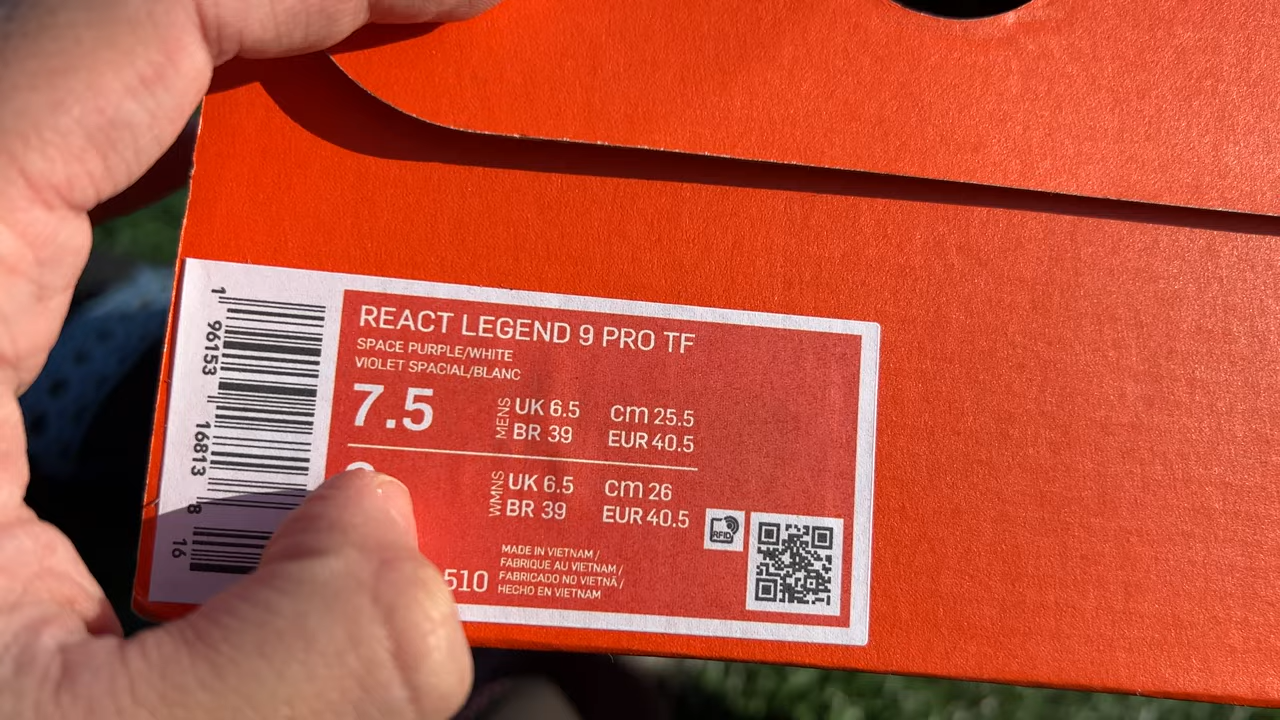 1
96153
16813
8
16
REACT LEGEND 9 PRO TF
SPACE PURPLE/WHITE
VIOLET SPACIAL/BLANC
7.5
MENS
UK 6.5 cm 25.5
BR 39 EUR 40.5
WMNS
UK 6.5 cm 26
BR 39 EUR 40.5
RFID
510
MADE IN VIETNAM /
FABRIQUE AU VIETNAM /
FABRICADO NO VIETNÃ /
HECHO EN VIETNAM